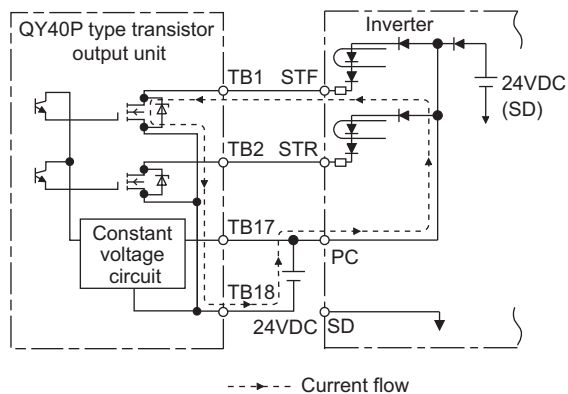 QY40P type transistor
output unit
Inverter
TB1 STF
24VDC
(SD)
TB2 STR
Constant
voltage
circuit
TB17
PC
TB18
24VDC SD
Current flow